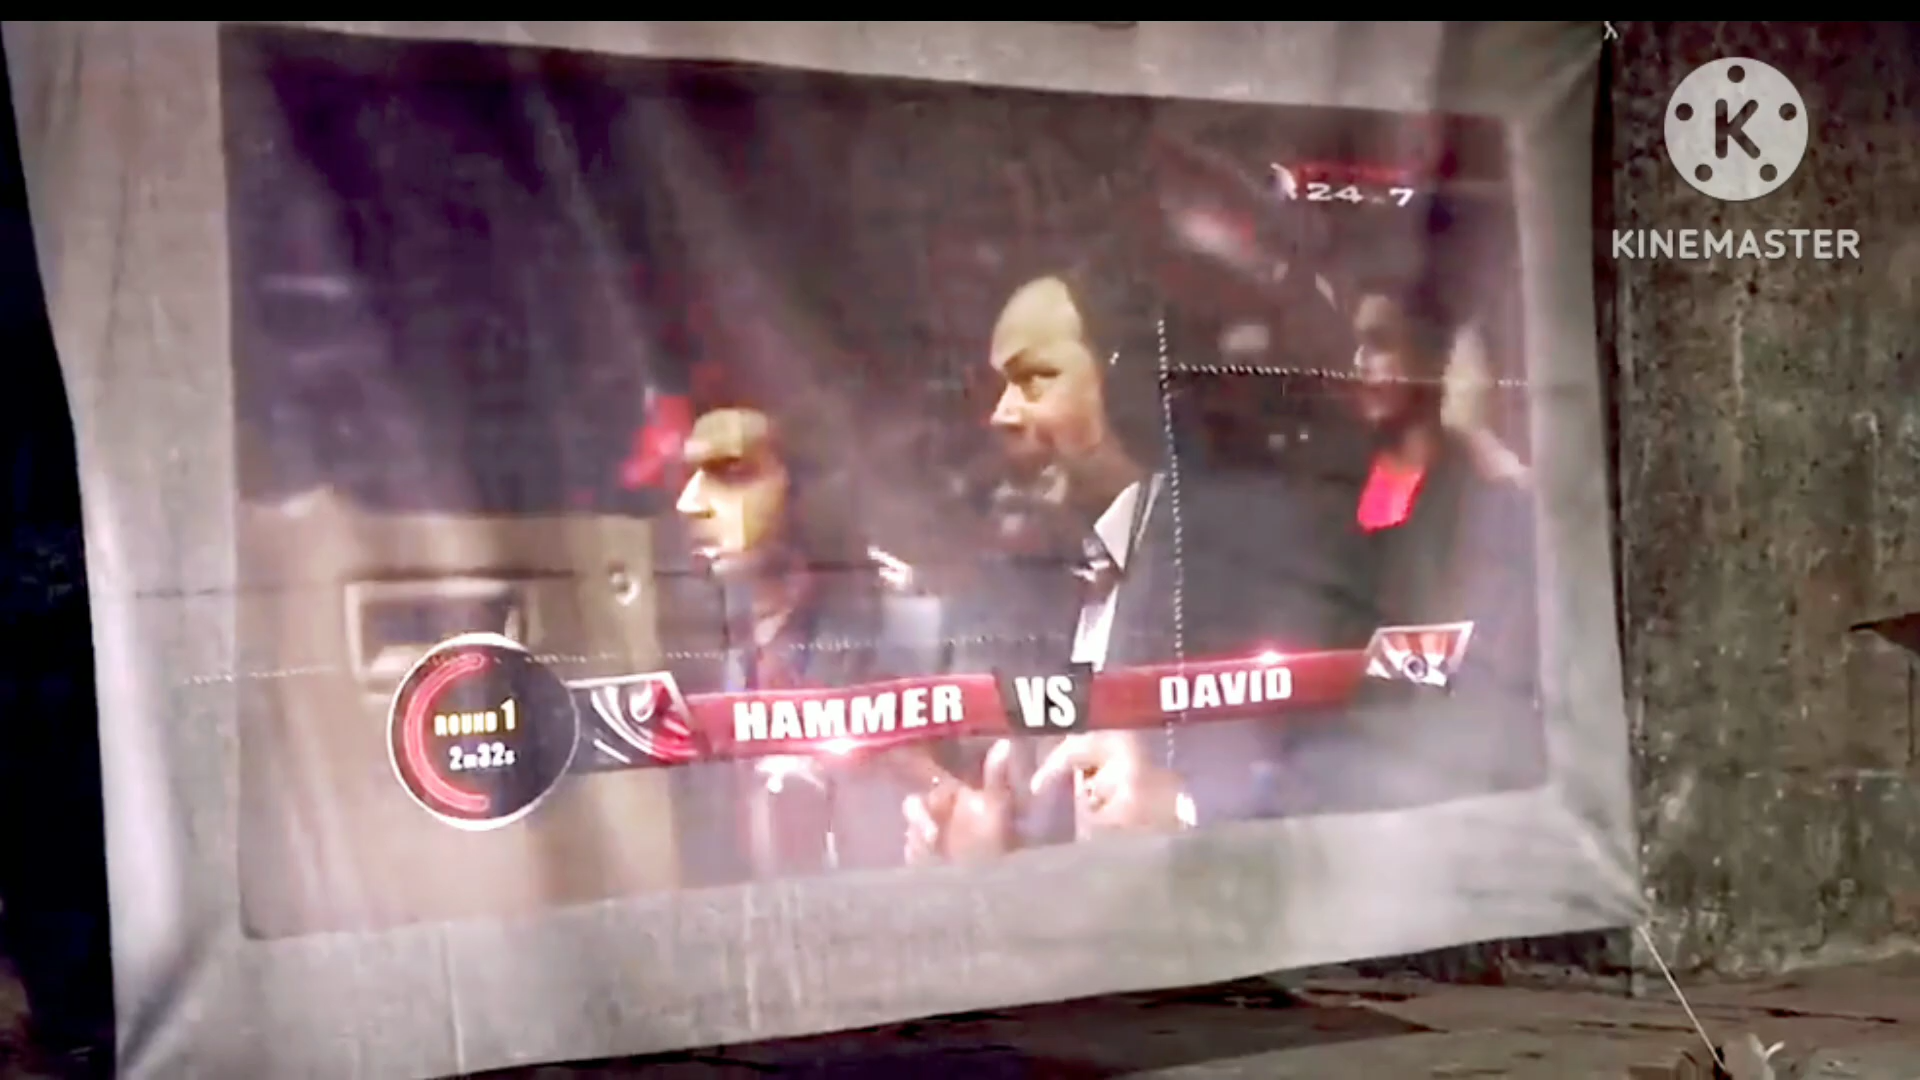 24.7
K
KINEMASTER
HAMMER VS DAVID
ROUND 1
2m32s